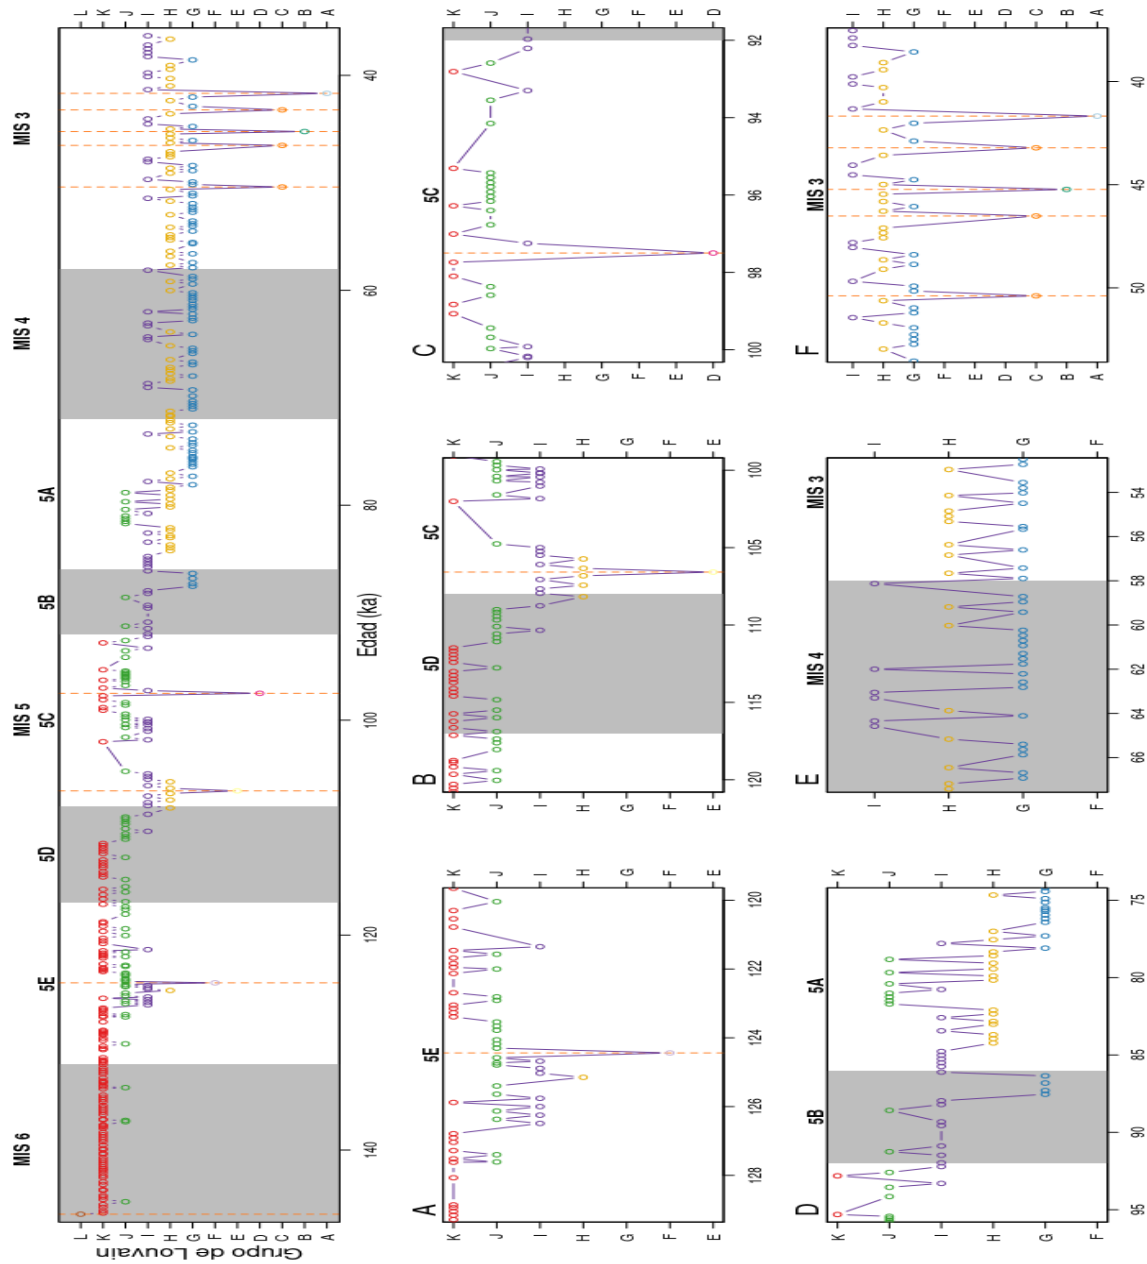 MIS 6 MIS 5 MIS 4 MIS 3
5E 5D 5C 5B 5A
Grupo de Louvain
L L
K K
J J
I I
H H
G G
F F
E E
D D
C C
B B
A A
140 120 100 80 60 40
Edad (ka)
A
5E
K K
J J
I I
H H
G G
F F
E E
128 126 124 122 120
B
5D 5C
K K
J J
I I
H H
G G
F F
E E
120 115 110 105 100
C
5C
K K
J J
I I
H H
G G
F F
E E
D D
100 98 96 94 92
D
5B 5A
K K
J J
I I
H H
G G
F F
95 90 85 80 75
E
MIS 4 MIS 3
I I
H H
G G
F F
66 64 62 60 58 56 54
F
MIS 3
I I
H H
G G
F F
E E
D D
C C
B B
A A
50 45 40